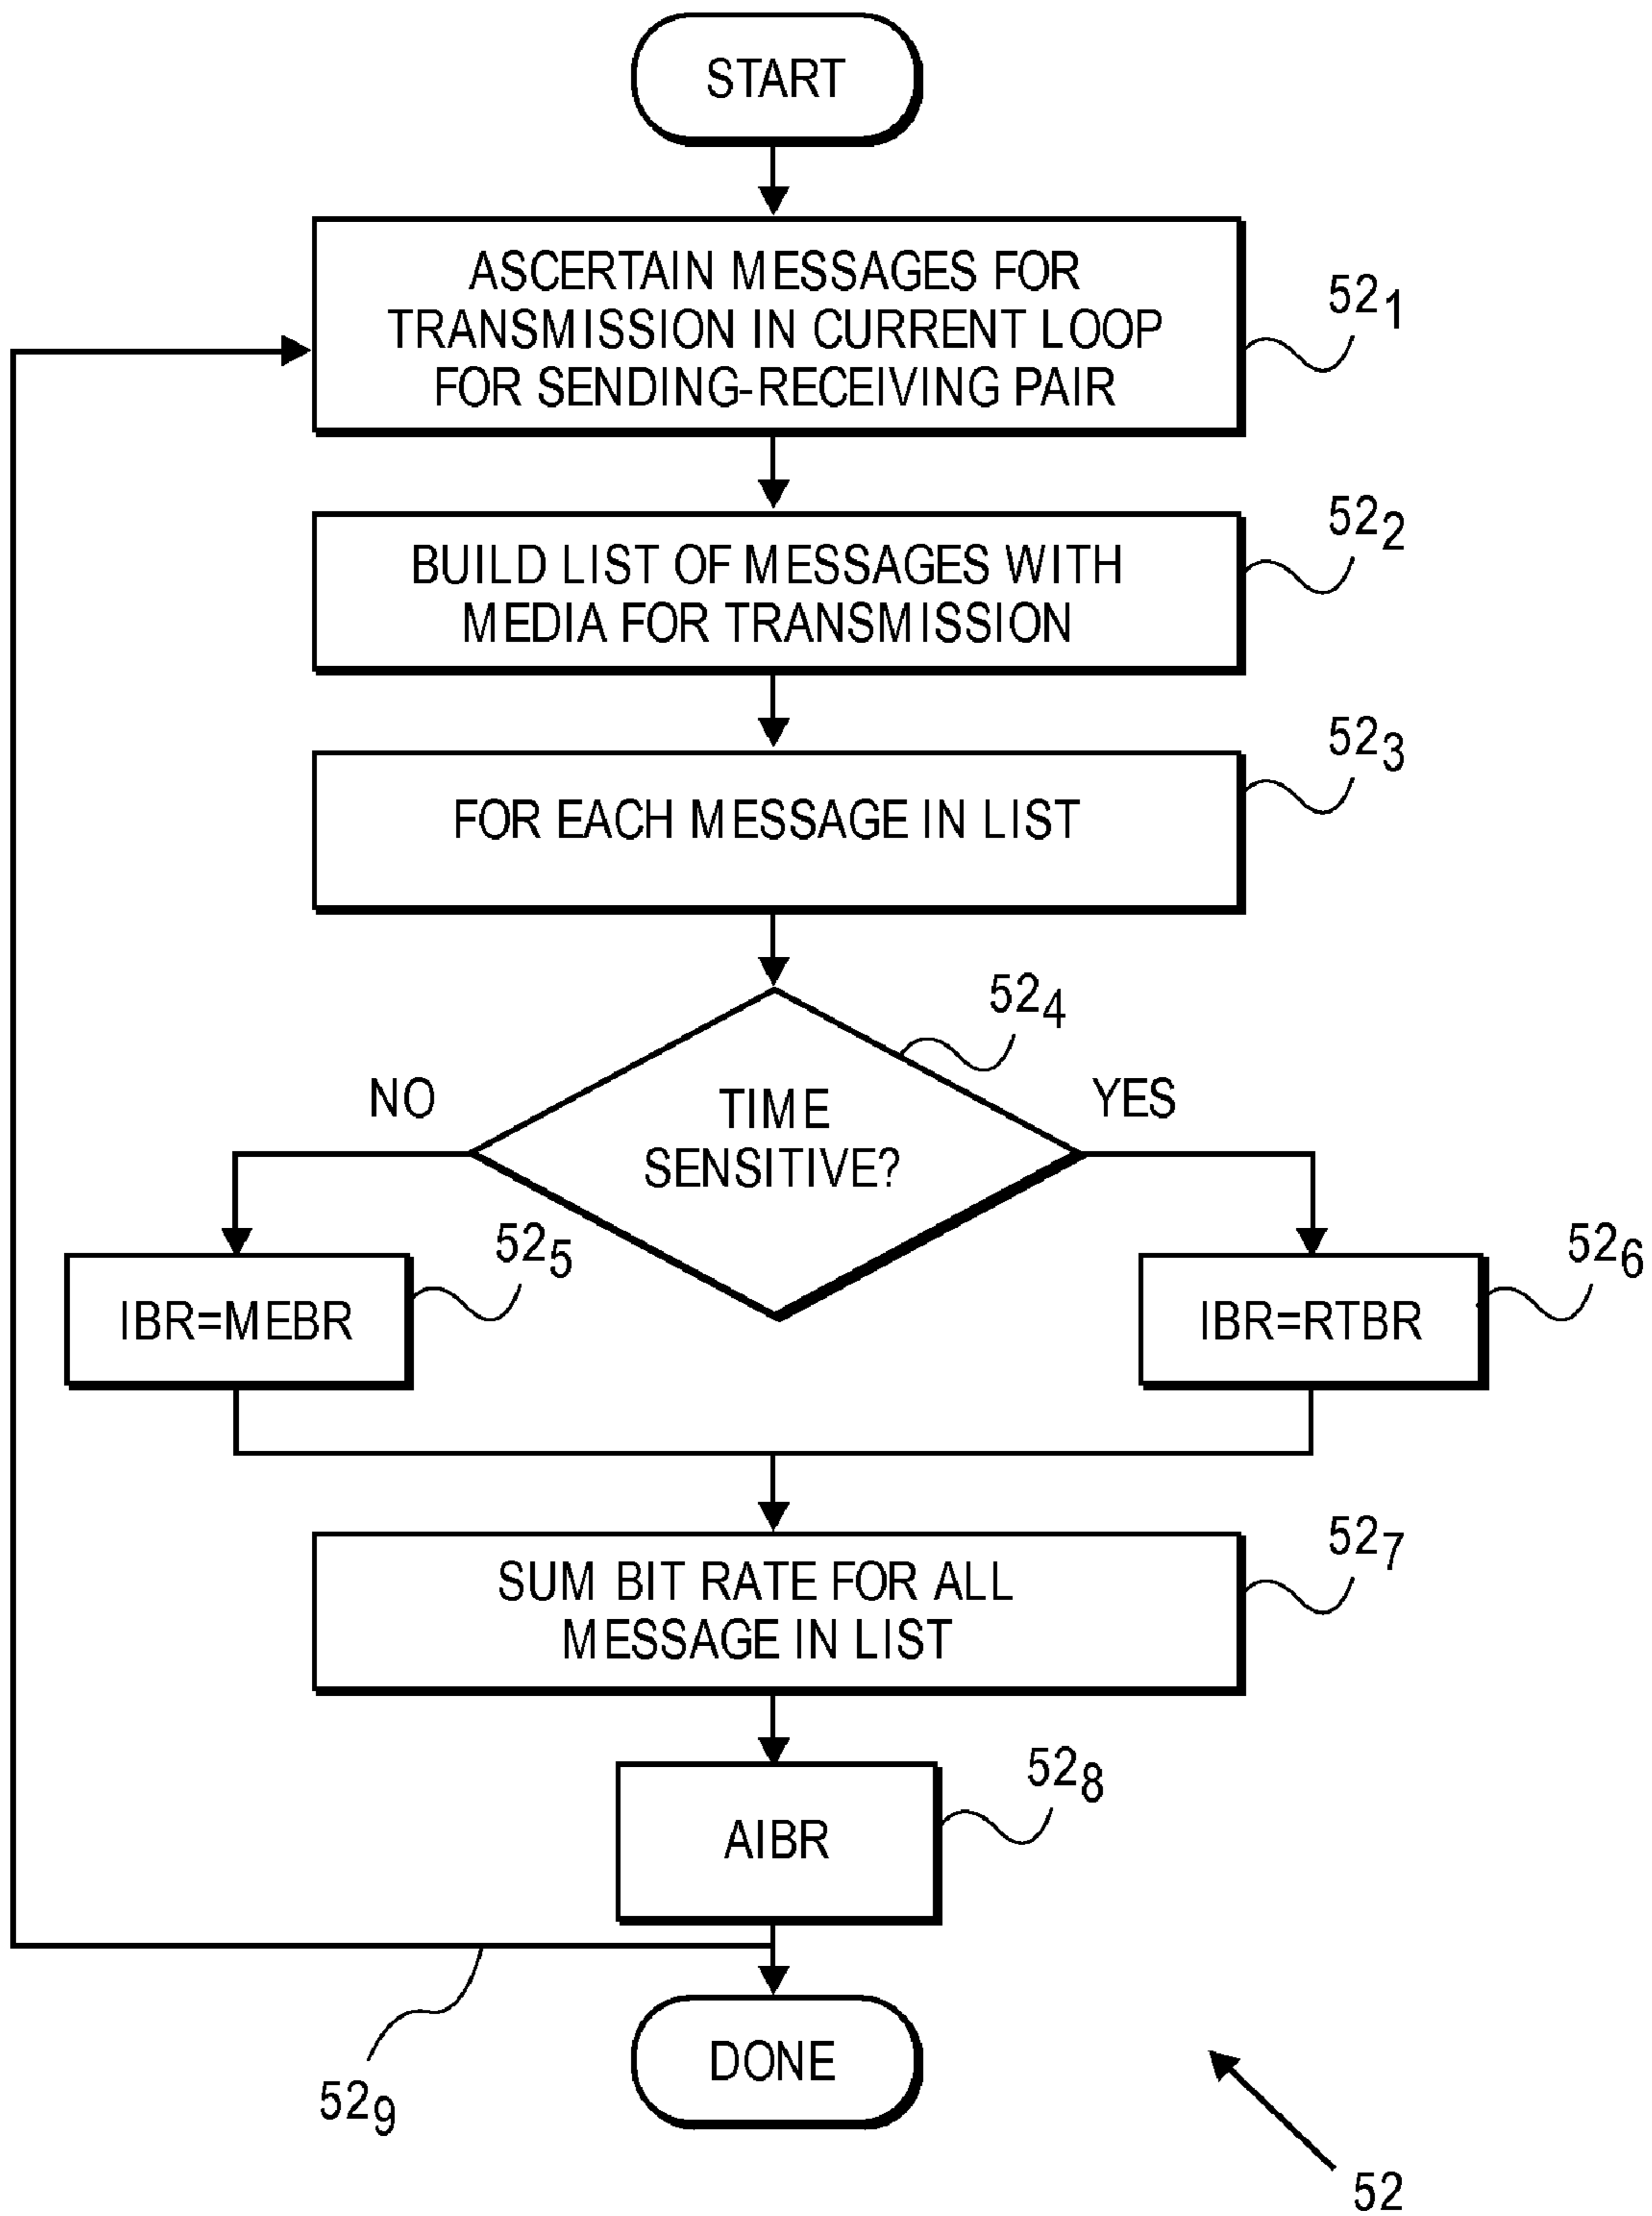 START
ASCERTAIN MESSAGES FOR
TRANSMISSION IN CURRENT LOOP
FOR SENDING-RECEIVING PAIR
52₁
BUILD LIST OF MESSAGES WITH
MEDIA FOR TRANSMISSION
52₂
FOR EACH MESSAGE IN LIST
52₃
52₄
NO
TIME
SENSITIVE?
YES
IBR=MEBR
52₅
IBR=RTBR
52₆
SUM BIT RATE FOR ALL
MESSAGE IN LIST
52₇
AIBR
52₈
DONE
52₉
52